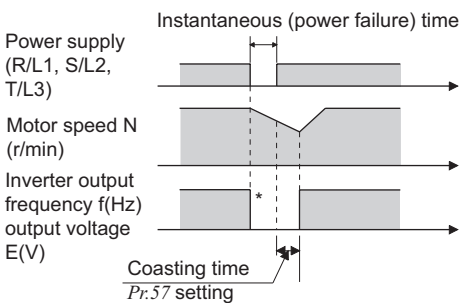 Instantaneous (power failure) time
Power supply
(R/L1, S/L2,
T/L3)
Motor speed N
(r/min)
Inverter output
frequency f(Hz)
output voltage
E(V)
*
Coasting time
Pr.57 setting